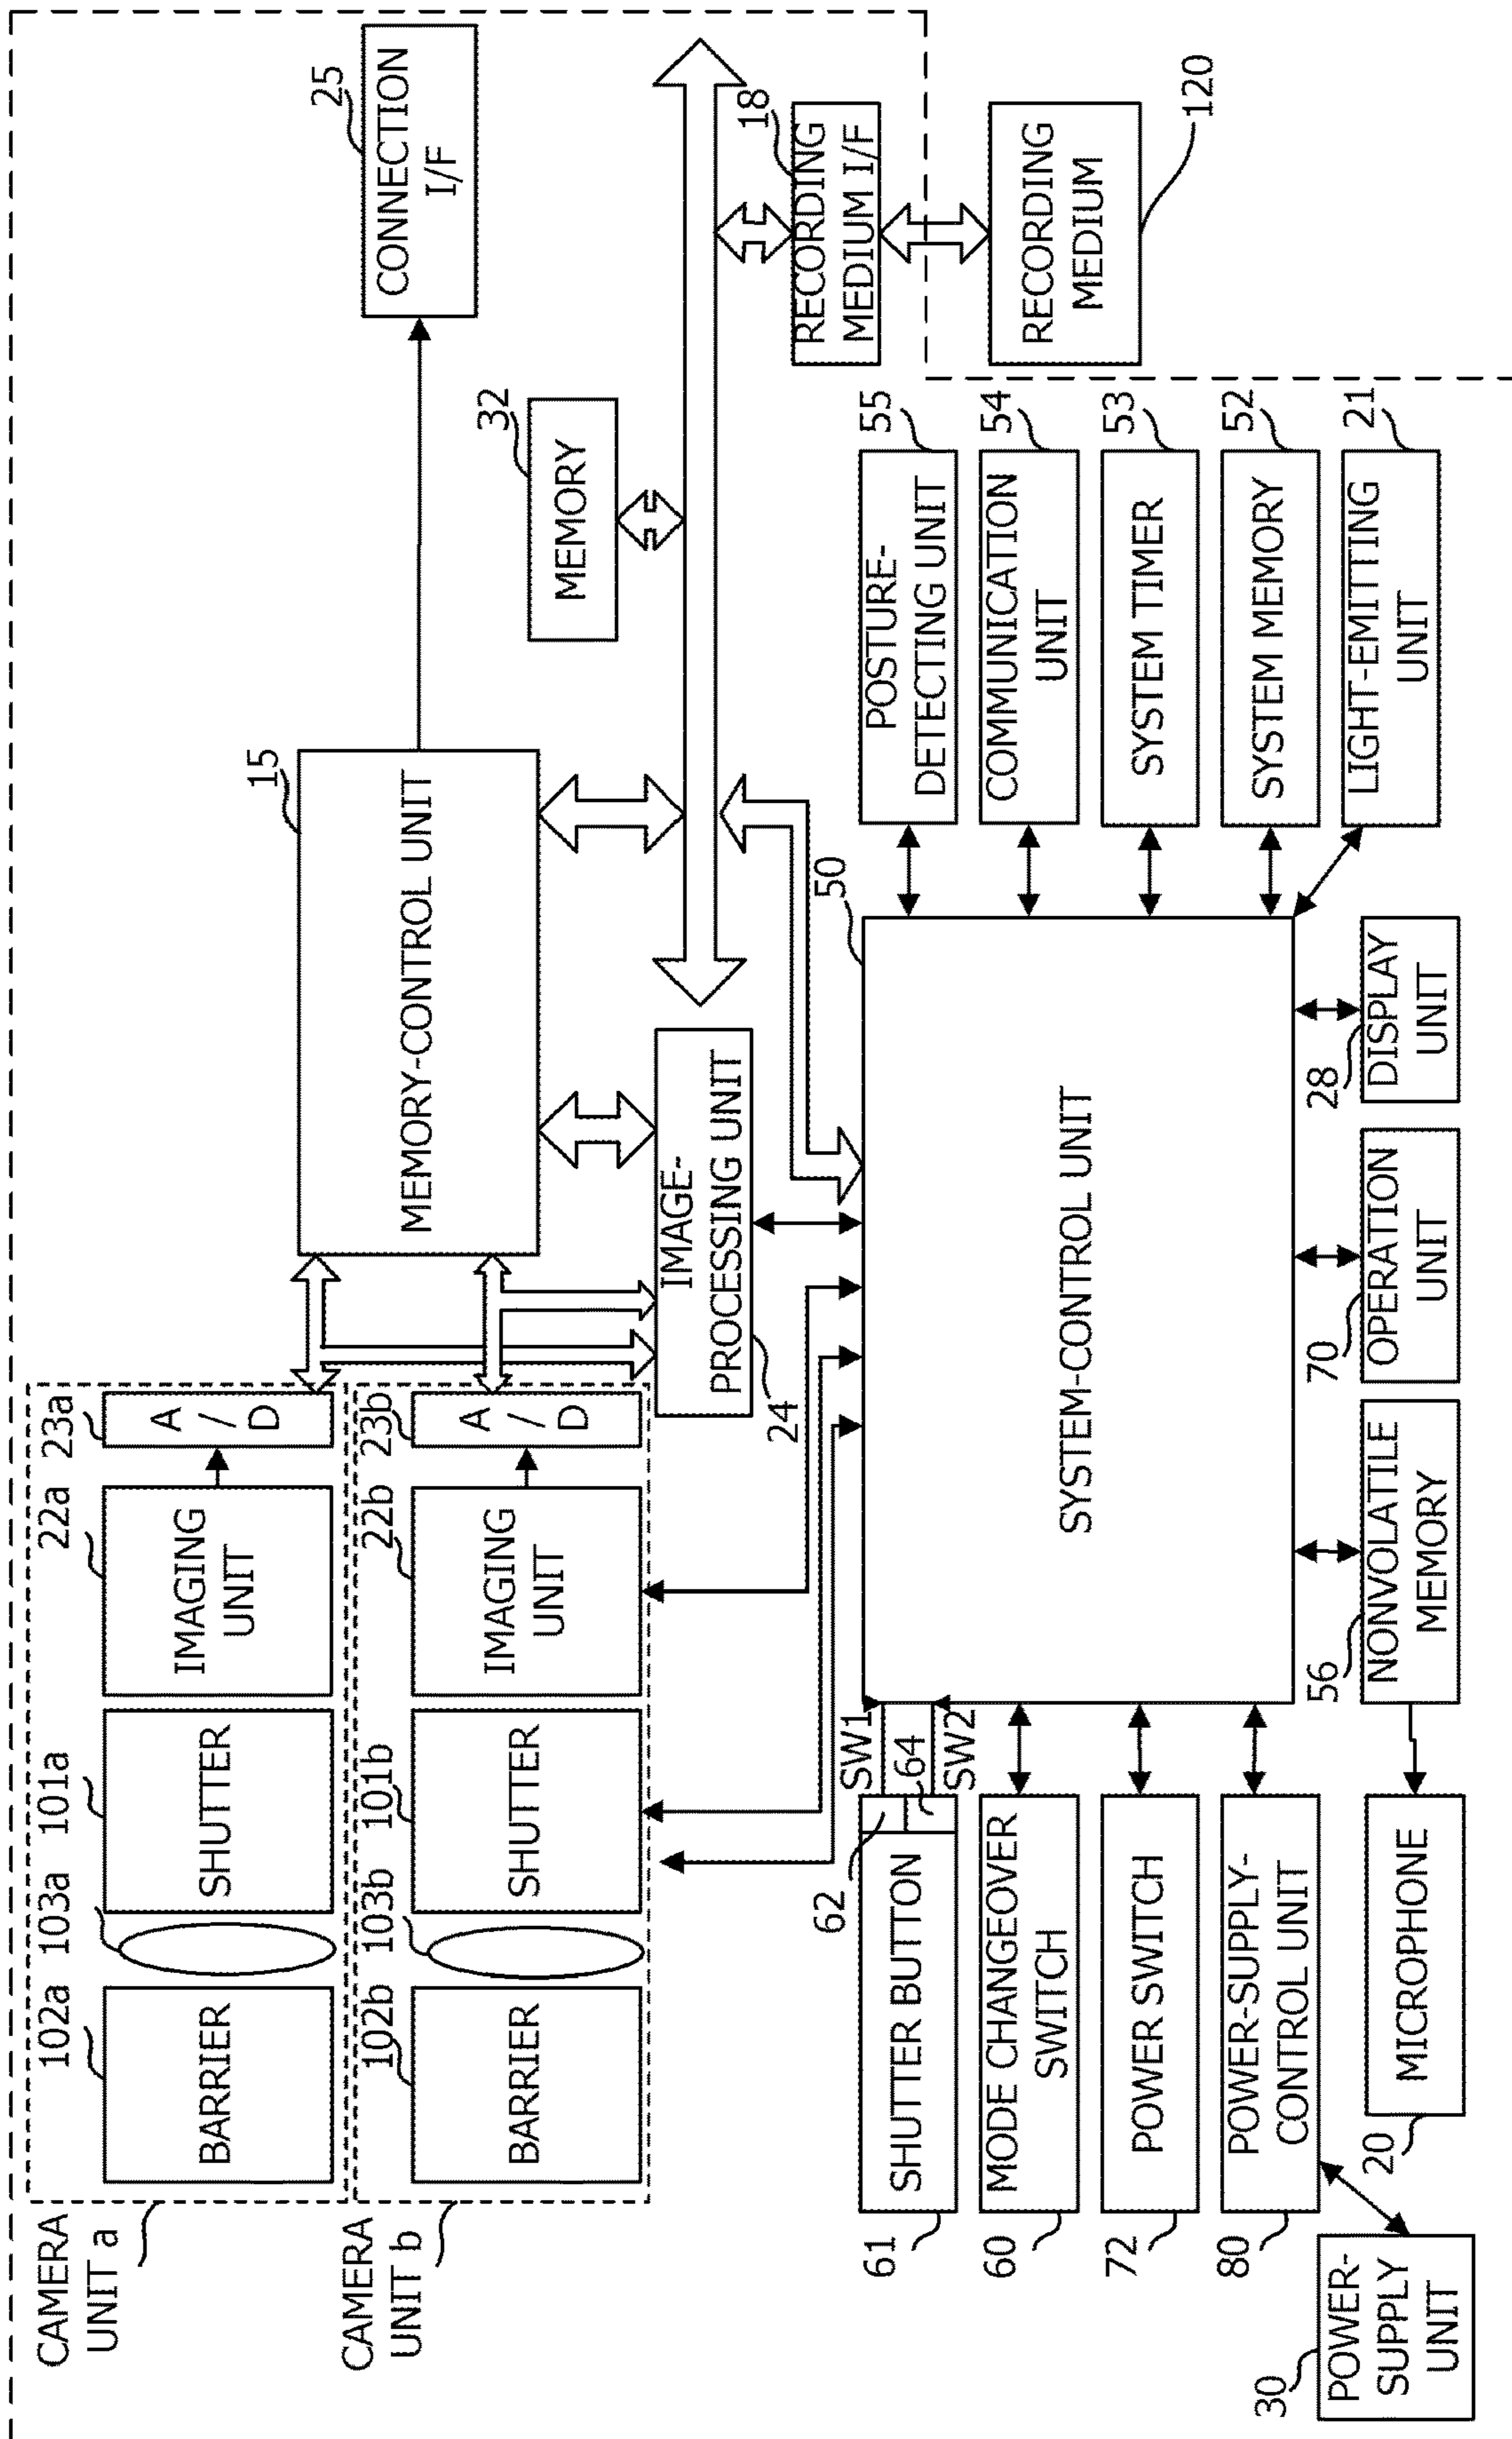 CAMERA
UNIT a
102a
103a
101a
22a
23a
BARRIER
SHUTTER
IMAGING
UNIT
A
/
D
CAMERA
UNIT b
102b
103b
101b
22b
23b
BARRIER
SHUTTER
IMAGING
UNIT
A
/
D
15
MEMORY-CONTROL UNIT
25
CONNECTION
I/F
32
MEMORY
IMAGE-
PROCESSING UNIT
24
18
RECORDING
MEDIUM I/F
RECORDING
MEDIUM
120
50
SYSTEM-CONTROL UNIT
SW1
SW2
62
64
SHUTTER BUTTON
61
MODE CHANGEOVER
SWITCH
60
POWER SWITCH
72
POWER-SUPPLY-
CONTROL UNIT
80
POWER-
SUPPLY
UNIT
30
MICROPHONE
20
NONVOLATILE
MEMORY
56
OPERATION
UNIT
70
DISPLAY
UNIT
28
POSTURE-
DETECTING UNIT
55
COMMUNICATION
UNIT
54
SYSTEM TIMER
53
SYSTEM MEMORY
52
LIGHT-EMITTING
UNIT
21